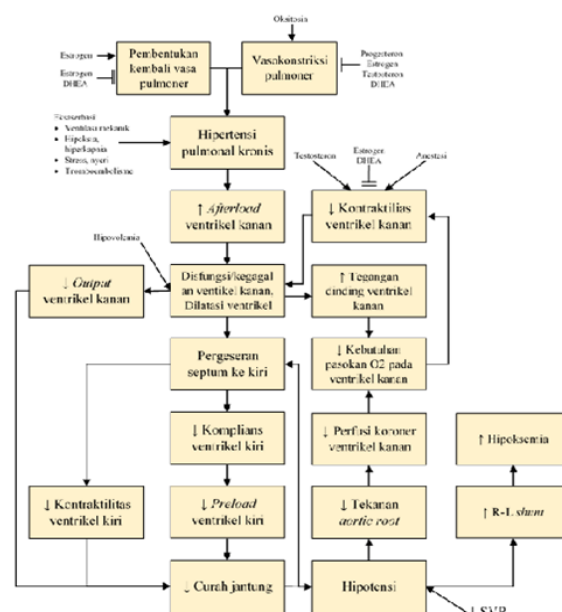 Oksitosin
Estrogen
Pembentukan
kembali vasa
pulmoner
Vasokonstriksi
pulmoner
Progesteron
Estrogen
Testosteron
DHEA
Estrogen
DHEA
Ventilasi mekanik
Hipoksia,
hiperkapnia
Stress, nyeri
Tromboembolisme
Hipertensi
pulmonal kronis
Testosteron
Estrogen
DHEA
Anestesi
↑ Afterload
ventrikel kanan
↓ Kontraktilias
ventrikel kanan
Hipovolemia
↓ Output
ventrikel kanan
Disfungsi/kegagal
an ventikel kanan,
Dilatasi ventrikel
↑ Tegangan
dinding ventrikel
kanan
Pergeseran
septum ke kiri
↓ Kebutuhan
pasokan O2 pada
ventrikel kanan
↓ Komplians
ventrikel kiri
↓ Perfusi koroner
ventrikel kanan
↑ Hipoksemia
↓ Kontraktilitas
ventrikel kiri
↓ Preload
ventrikel kiri
↓ Tekanan
aortic root
↑ R-L shunt
↓ Curah jantung
Hipotensi
↓ SVR